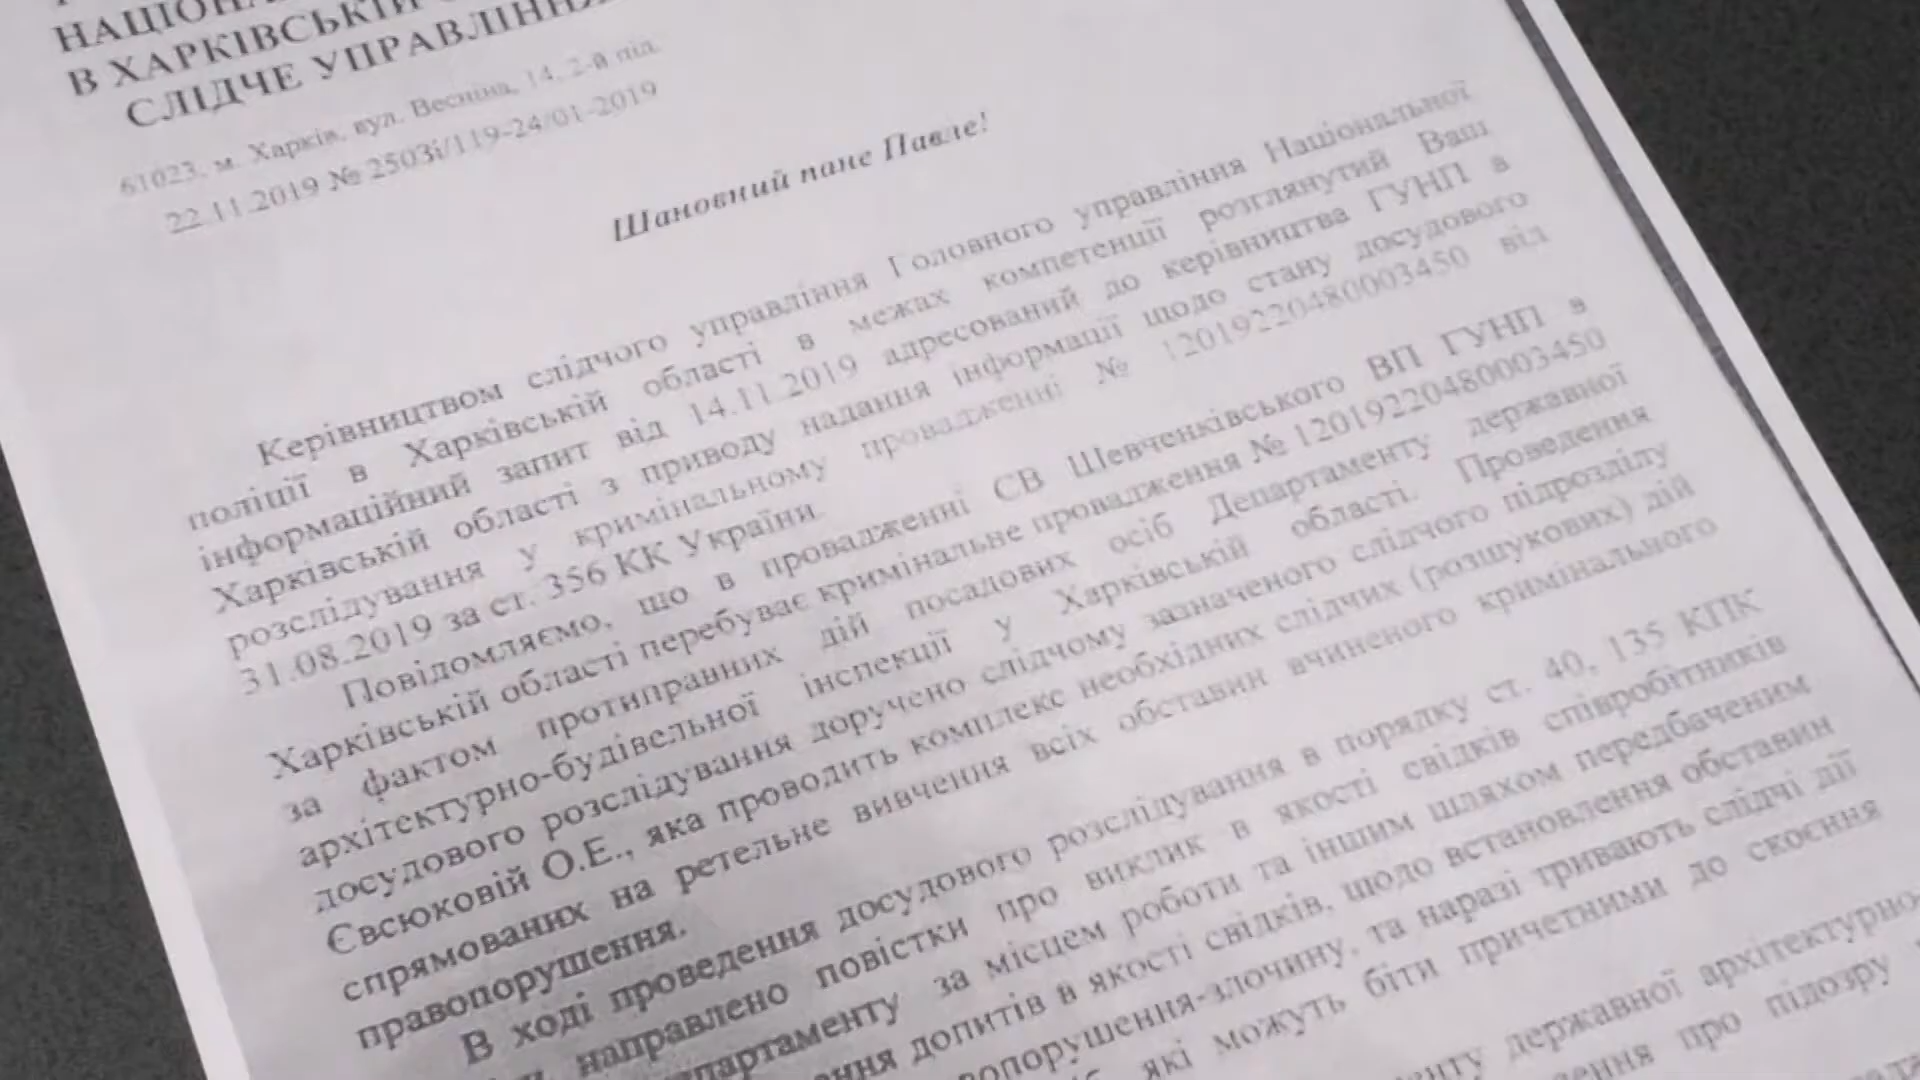 В ХАРКІВСЬКІЙ
СЛІДЧЕ УПРАВЛІННЯ
61023, м. Харків, вул. Весніна, 14, 2-й під.
22.11.2019 № 2503і/119-24/01-2019
Шановний пане Павле!
Керівництвом слідчого управління Головного управління Національної
поліції в Харківській області в межах компетенції розглянутий Ваш
інформаційний запит від 14.11.2019 адресований до керівництва ГУНП в
Харківській області з приводу надання інформації щодо стану досудового
розслідування у кримінальному провадженні № 12019220480003450 від
31.08.2019 за ст. 356 КК України.
Повідомляємо, що в провадженні СВ Шевченківського ВП ГУНП в
Харківській області перебуває кримінальне провадження № 12019220480003450
за фактом протиправних дій посадових осіб Департаменту державної
архітектурно-будівельної інспекції у Харківській області. Проведення
досудового розслідування доручено слідчому зазначеного слідчого підрозділу
Євсюковій О.Е., яка проводить комплекс необхідних слідчих (розшукових) дій
спрямованих на ретельне вивчення всіх обставин вчиненого кримінального
правопорушення.
В ході проведення досудового розслідування в порядку ст. 40, 135 КПК
направлено повістки про виклик в якості свідків співробітників
за місцем роботи та іншим шляхом передбаченим
допитів в якості свідків, щодо встановлення обставин
та наразі тривають слідчі дії
які можуть біти причетними до скоєння
державної архітектурно-
про підозру